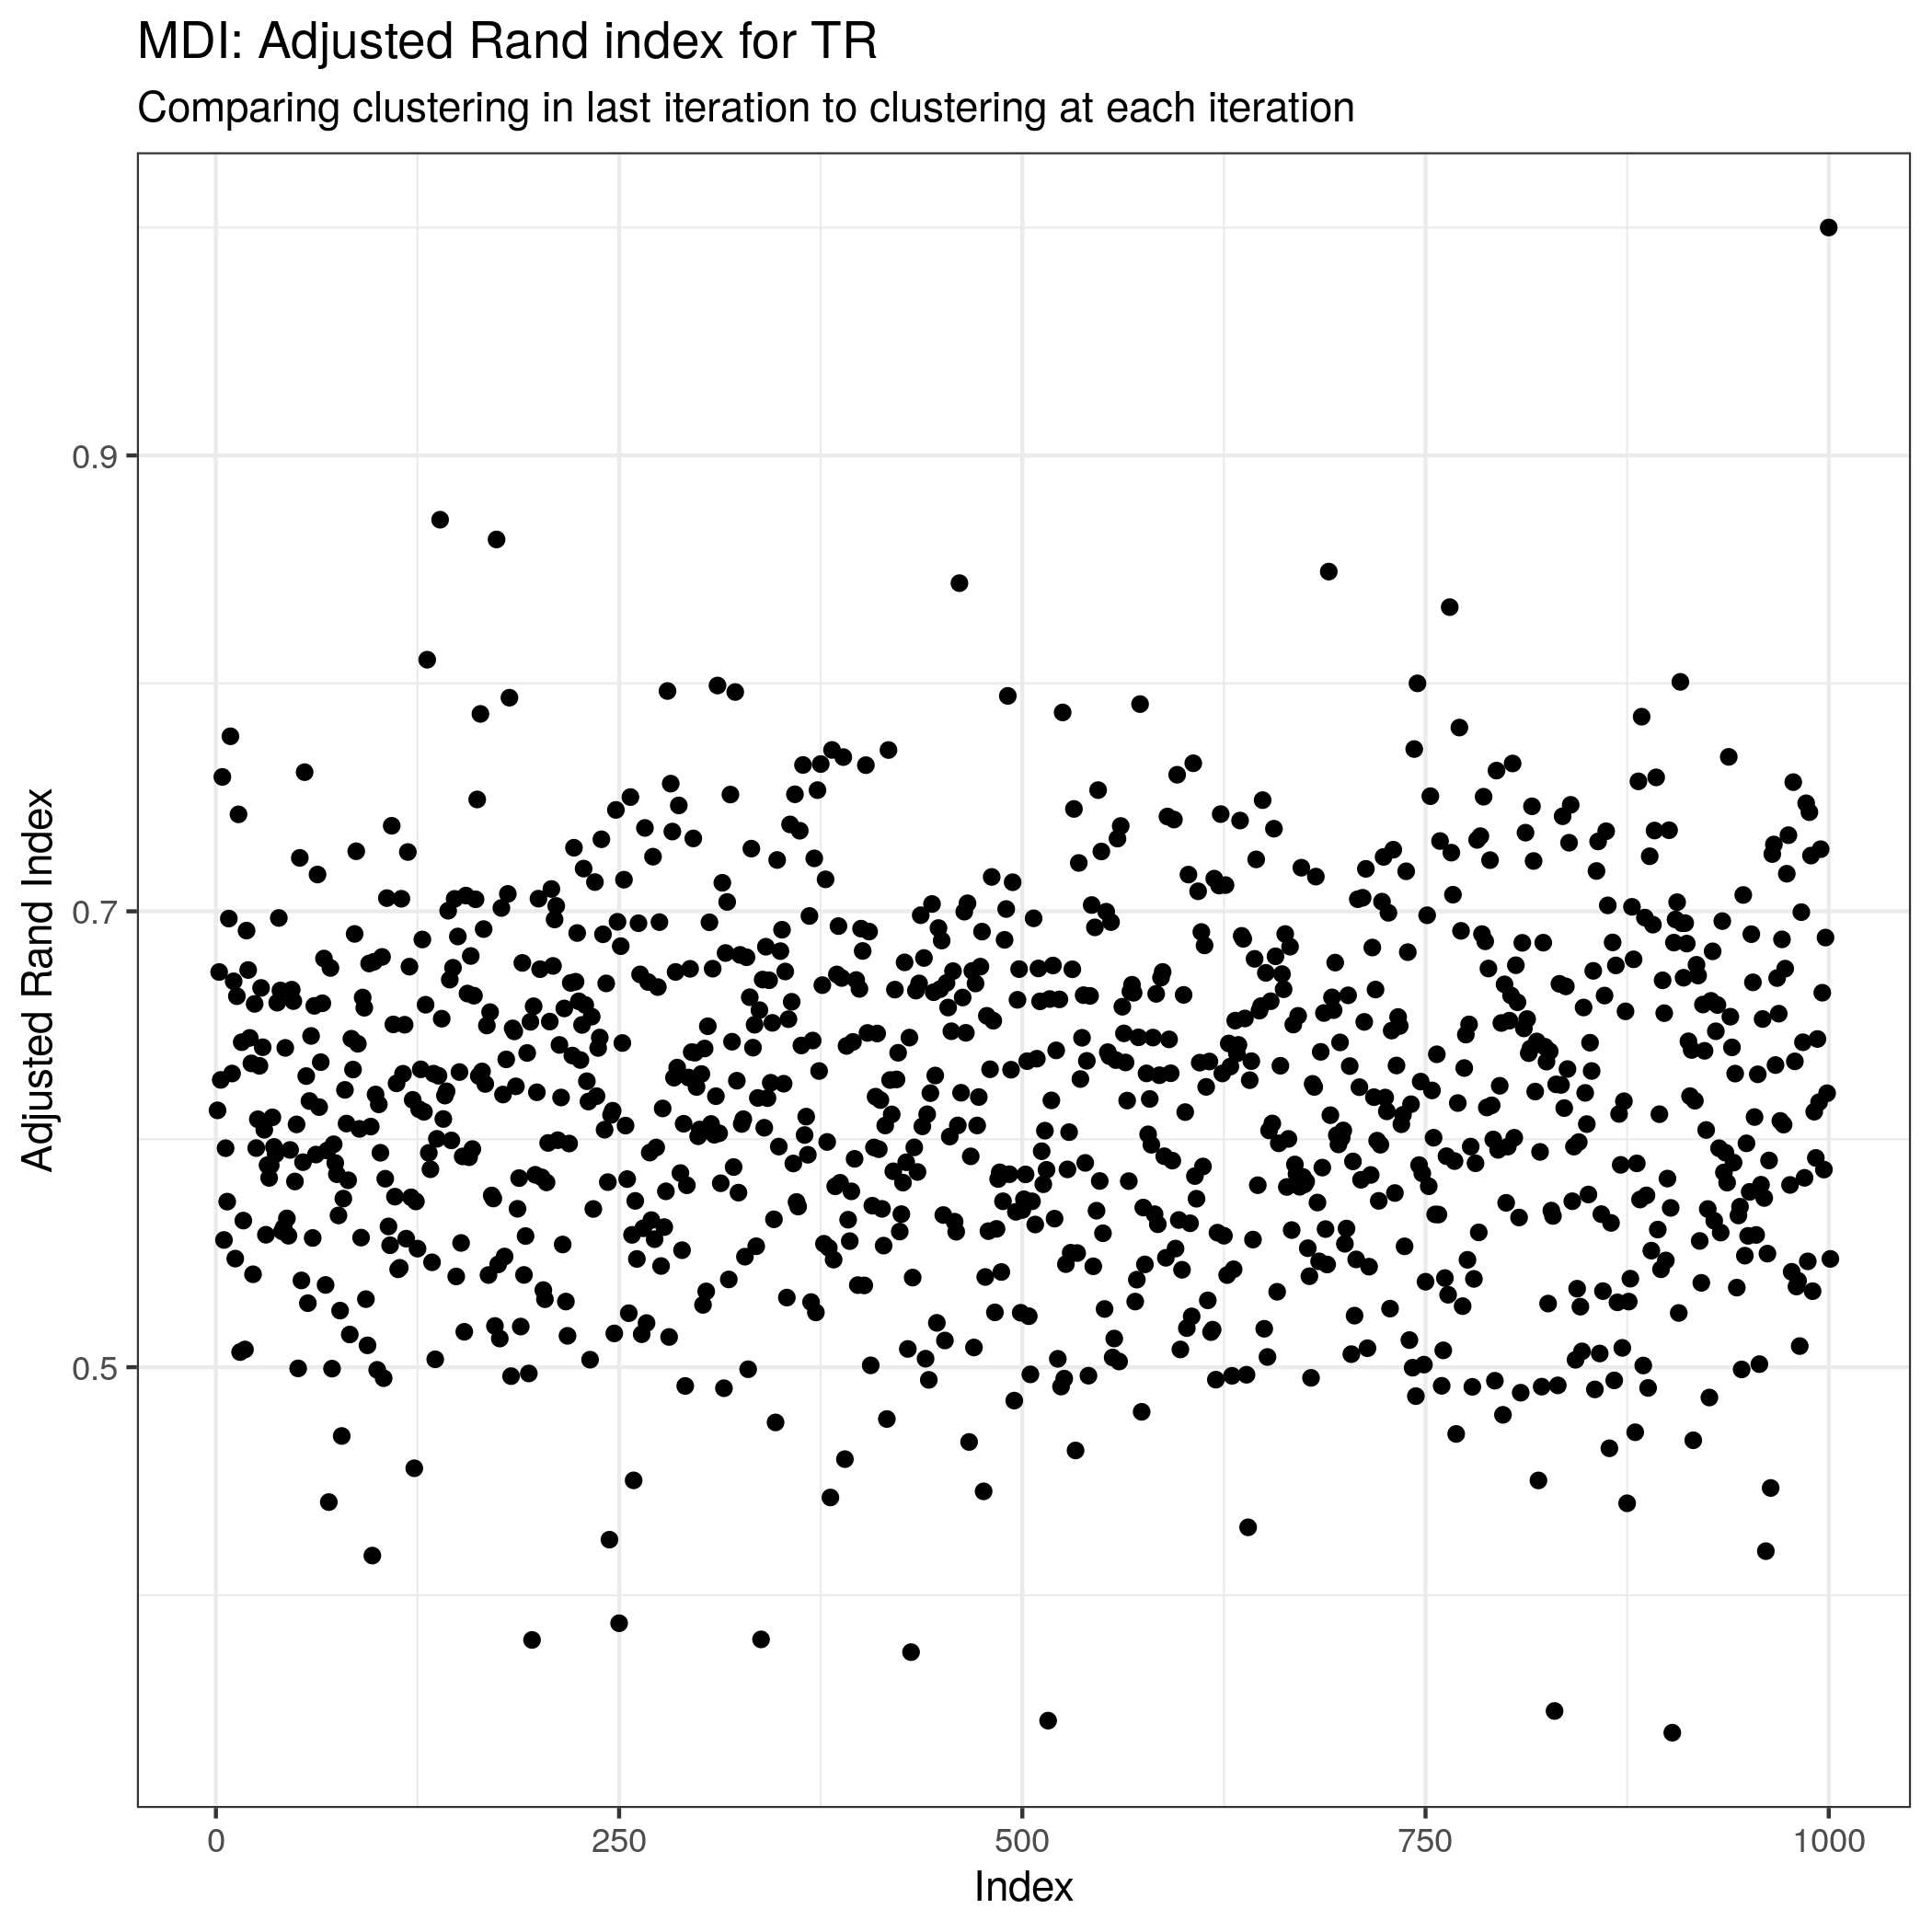 MDI: Adjusted Rand index for TR
Comparing clustering in last iteration to clustering at each iteration
Adjusted Rand Index
0.9
0.7
0.5
0 250 500 750 1000
Index